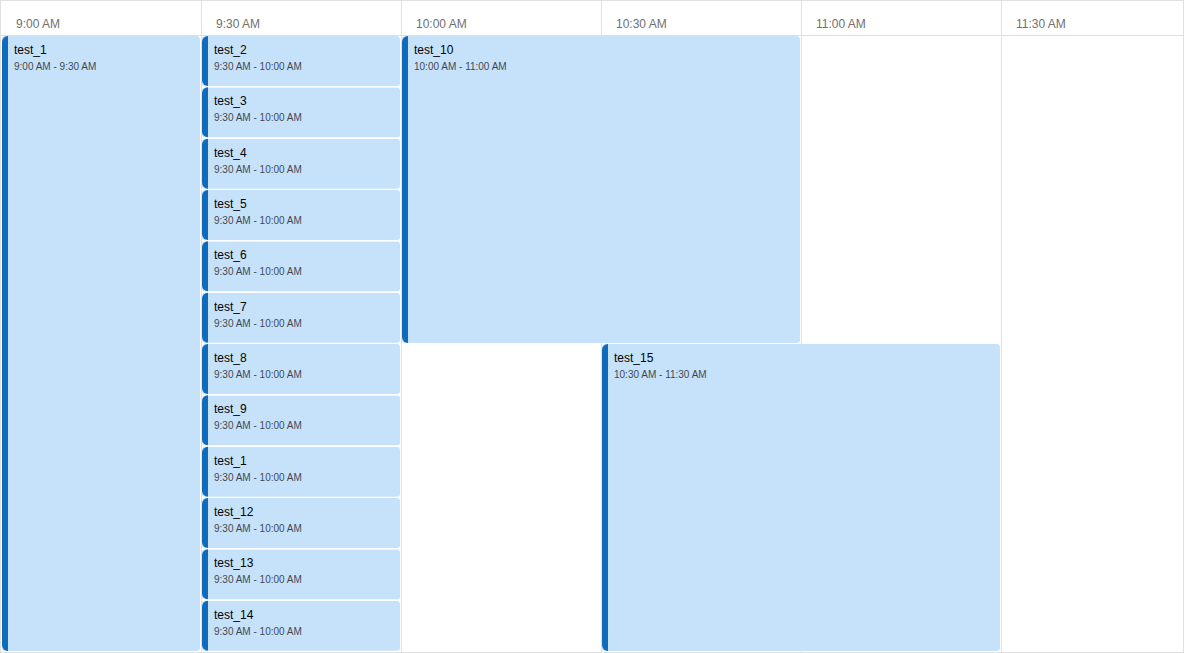 9:00 AM
9:30 AM
10:00 AM
10:30 AM
11:00 AM
11:30 AM
test_1
9:00 AM - 9:30 AM
test_2
9:30 AM - 10:00 AM
test_3
9:30 AM - 10:00 AM
test_4
9:30 AM - 10:00 AM
test_5
9:30 AM - 10:00 AM
test_6
9:30 AM - 10:00 AM
test_7
9:30 AM - 10:00 AM
test_8
9:30 AM - 10:00 AM
test_9
9:30 AM - 10:00 AM
test_1
9:30 AM - 10:00 AM
test_12
9:30 AM - 10:00 AM
test_13
9:30 AM - 10:00 AM
test_14
9:30 AM - 10:00 AM
test_10
10:00 AM - 11:00 AM
test_15
10:30 AM - 11:30 AM